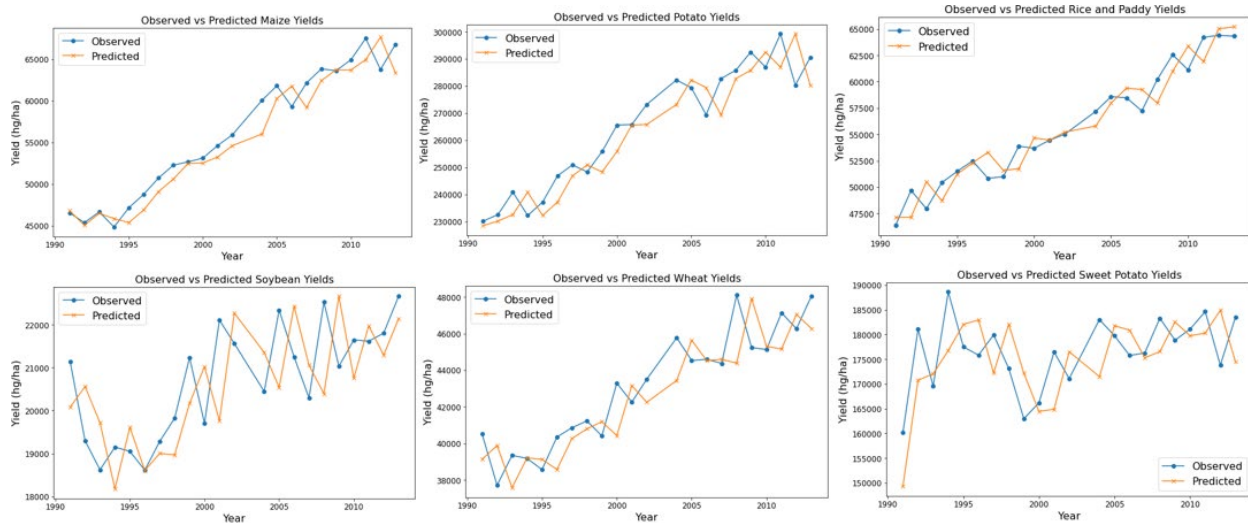 Observed vs Predicted Maize Yields
Observed
Predicted
65000
60000
55000
50000
45000
Yield (hg/ha)
1990 1995 2000 2005 2010
Year
Observed vs Predicted Potato Yields
Observed
Predicted
300000
290000
280000
270000
260000
250000
240000
230000
Yield (hg/ha)
1990 1995 2000 2005 2010
Year
Observed vs Predicted Rice and Paddy Yields
Observed
Predicted
65000
62500
60000
57500
55000
52500
50000
47500
Yield (hg/ha)
1990 1995 2000 2005 2010
Year
Observed vs Predicted Soybean Yields
Observed
Predicted
22000
21000
20000
19000
18000
Yield (hg/ha)
1990 1995 2000 2005 2010
Year
Observed vs Predicted Wheat Yields
Observed
Predicted
48000
46000
44000
42000
40000
38000
Yield (hg/ha)
1990 1995 2000 2005 2010
Year
Observed vs Predicted Sweet Potato Yields
190000
185000
180000
175000
170000
165000
160000
155000
150000
Yield (hg/ha)
Observed
Predicted
1990 1995 2000 2005 2010
Year